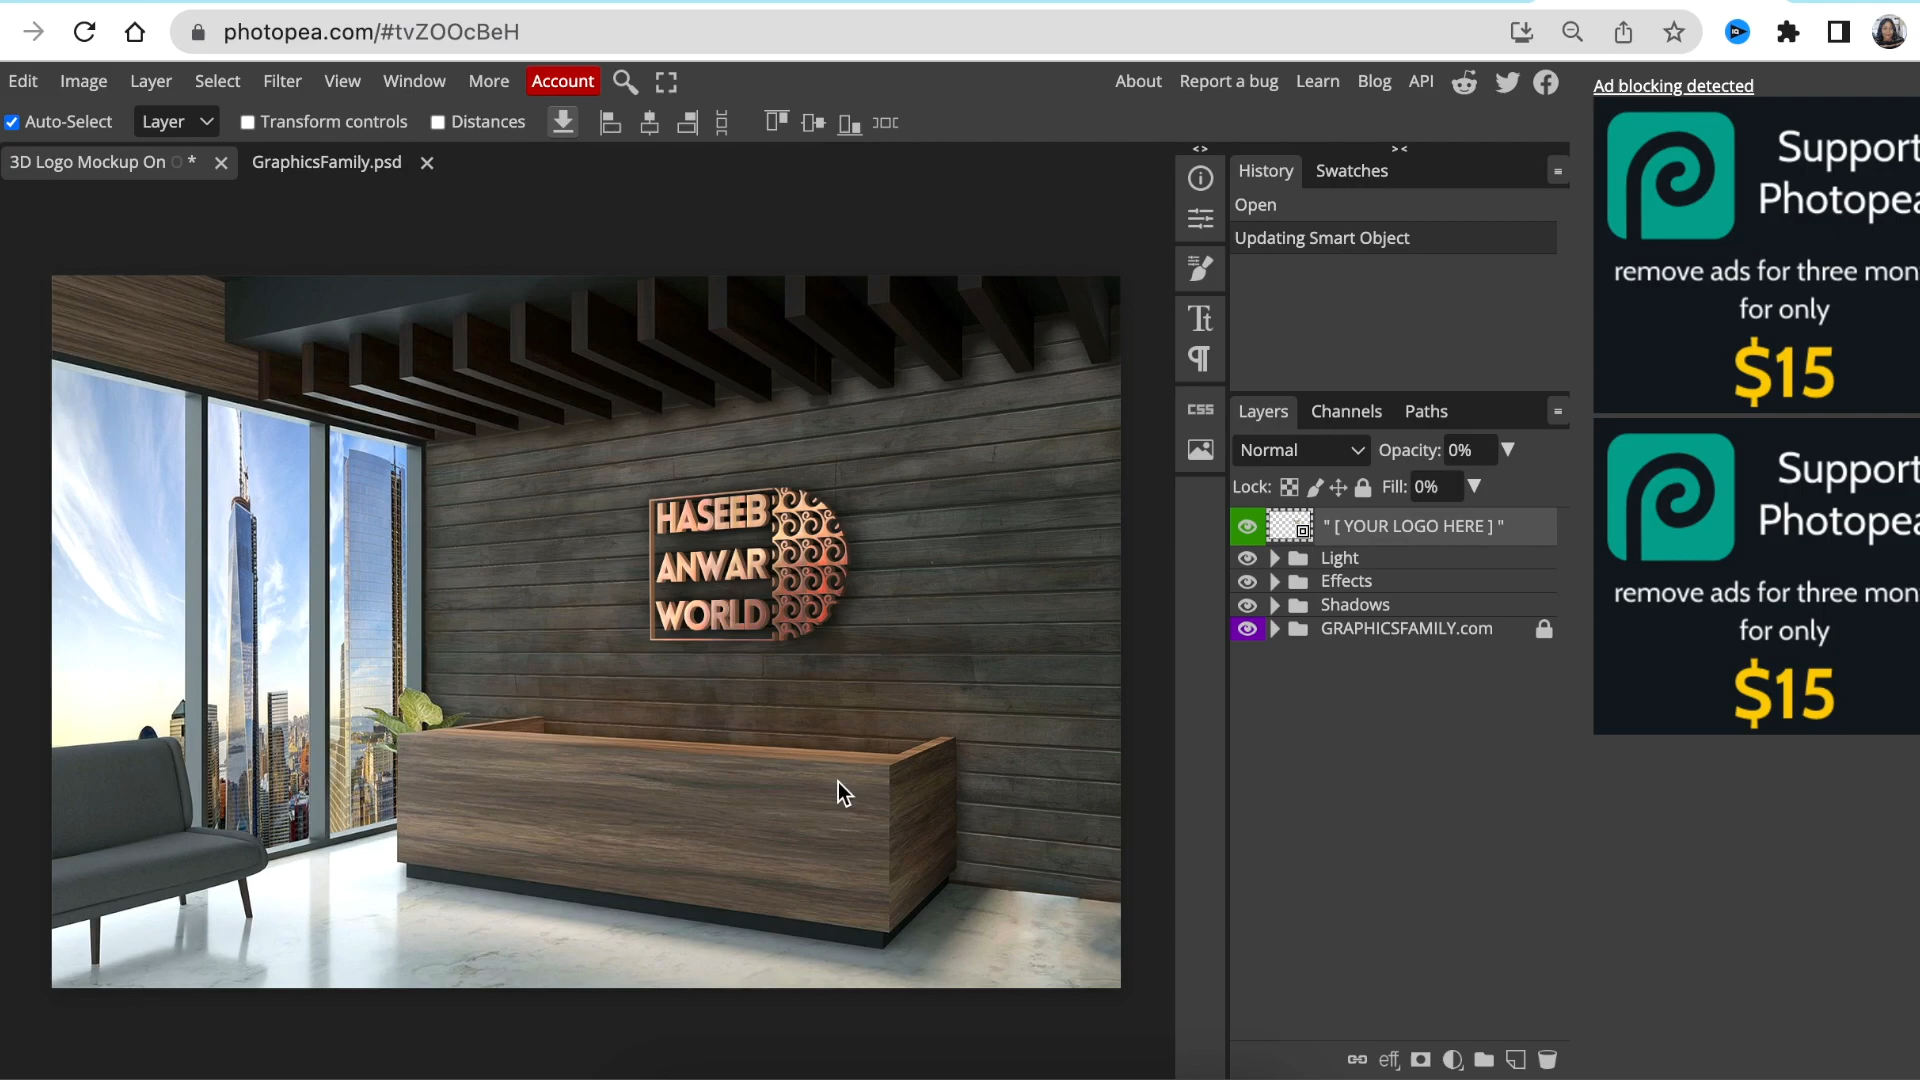 photopea.com/#tvZOOcBeH
Edit Image Layer Select Filter View Window More Account About Report a bug Learn Blog API
Ad blocking detected
Auto-Select Layer Transform controls Distances
3D Logo Mockup On O * GraphicsFamily.psd
History Swatches
Open
Updating Smart Object
Support
Photopea
remove ads for three mon
for only
$15
HASEEB
ANWAR
WORLD
Tt
CSS
Layers Channels Paths
Normal Opacity: 0%
Lock: Fill: 0%
" [ YOUR LOGO HERE ] "
Light
Effects
Shadows
GRAPHICSFAMILY.com
Support
Photopea
remove ads for three mon
for only
$15
eff